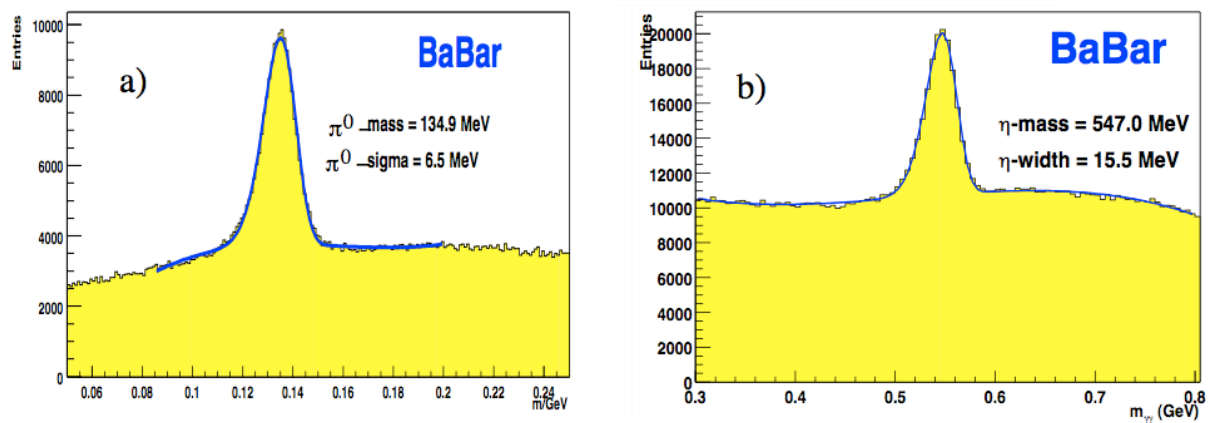 Entries
10000
8000
6000
4000
2000
0
a)
BaBar
π⁰ –mass = 134.9 MeV
π⁰ –sigma = 6.5 MeV
0.06 0.08 0.1 0.12 0.14 0.16 0.18 0.2 0.22 0.24
m/GeV
Entries
20000
18000
16000
14000
12000
10000
8000
6000
4000
2000
0
b)
BaBar
η-mass = 547.0 MeV
η-width = 15.5 MeV
0.3 0.4 0.5 0.6 0.7 0.8
m_γγ (GeV)